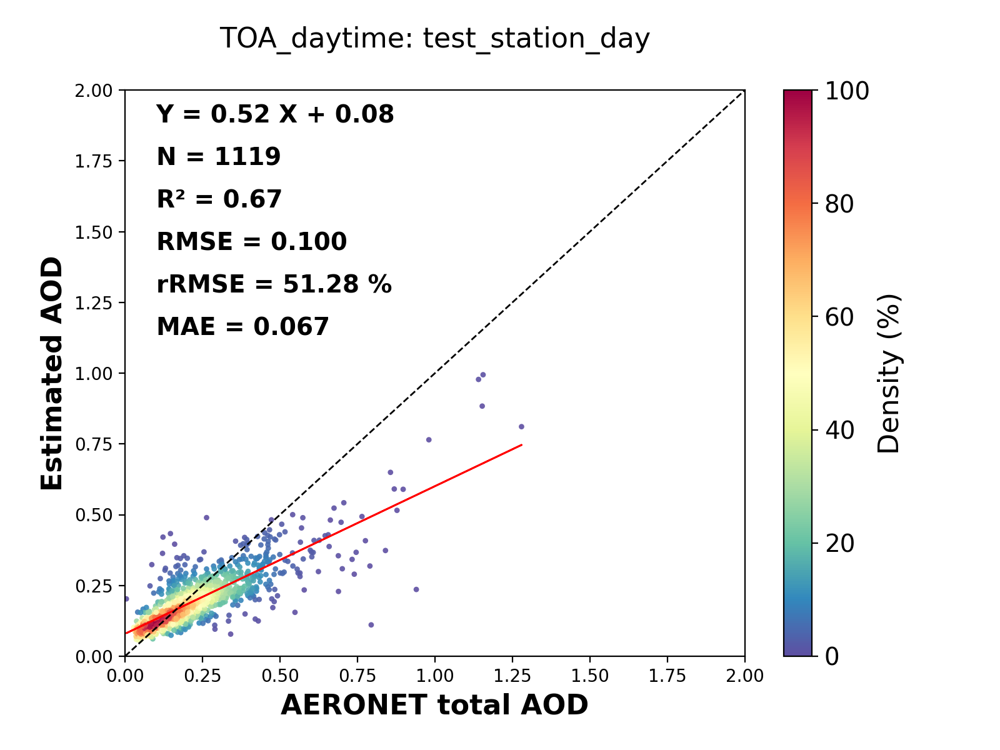 TOA_daytime: test_station_day
Y = 0.52 X + 0.08
N = 1119
R² = 0.67
RMSE = 0.100
rRMSE = 51.28 %
MAE = 0.067
Estimated AOD
2.00
1.75
1.50
1.25
1.00
0.75
0.50
0.25
0.00
0.00 0.25 0.50 0.75 1.00 1.25 1.50 1.75 2.00
AERONET total AOD
100
80
60
40
20
0
Density (%)